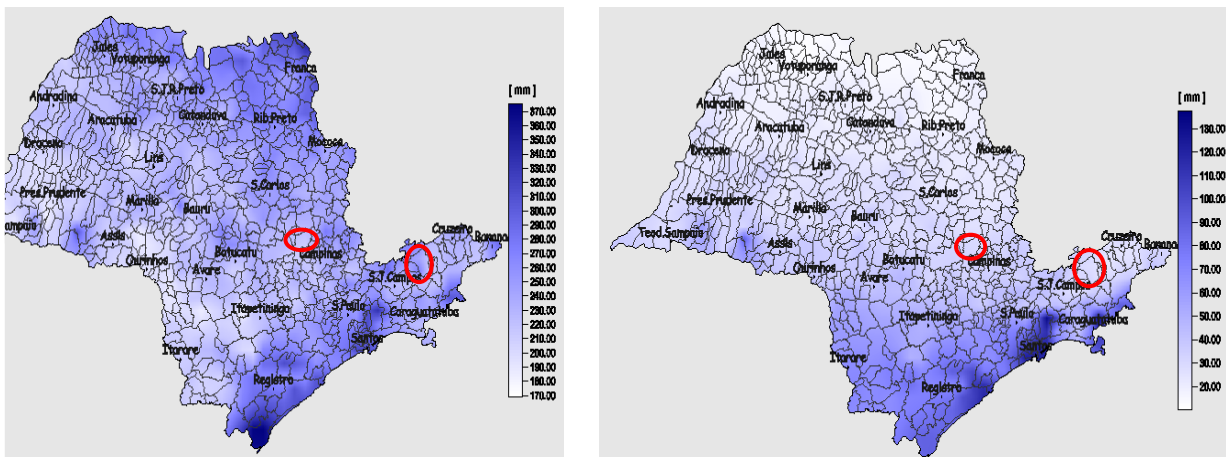 Jales
Votuporanga
Franca
S.J.R.Preto
[ mm ]
Andradina
Aracatuba
Catanduva
Rib.Preto
Dracena
Mococa
Lins
Pres.Prudente
S.Carlos
Marilia
Bauru
Sampaio
Assis
Botucatu
Campinas
Cruzeiro
Banana
Ourinhos
Avare
S.J.Campos
Itapetininga
S.Paulo
Caraguatatuba
Santos
Itarare
Registro
370.00
350.00
340.00
330.00
320.00
310.00
300.00
290.00
280.00
260.00
250.00
240.00
230.00
220.00
210.00
200.00
190.00
180.00
170.00
Jales
Votuporanga
Franca
S.J.R.Preto
[ mm ]
Andradina
Aracatuba
Catanduva
Rib.Preto
Dracena
Mococa
Lins
Pres.Prudente
S.Carlos
Marilia
Bauru
Teod.Sampaio
Assis
Botucatu
Campinas
Cruzeiro
Banana
Ourinhos
Avare
S.J.Campos
Itapetininga
S.Paulo
Caraguatatuba
Santos
Itarare
Registro
130.00
120.00
110.00
100.00
90.00
80.00
70.00
60.00
50.00
40.00
30.00
20.00